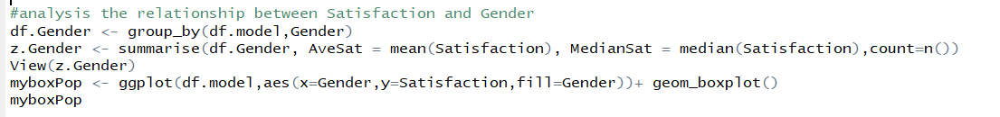 #analysis the relationship between Satisfaction and Gender
df.Gender <- group_by(df.model,Gender)
z.Gender <- summarise(df.Gender, AveSat = mean(Satisfaction), MedianSat = median(Satisfaction),count=n())
View(z.Gender)
myboxPop <- ggplot(df.model,aes(x=Gender,y=Satisfaction,fill=Gender))+ geom_boxplot()
myboxPop